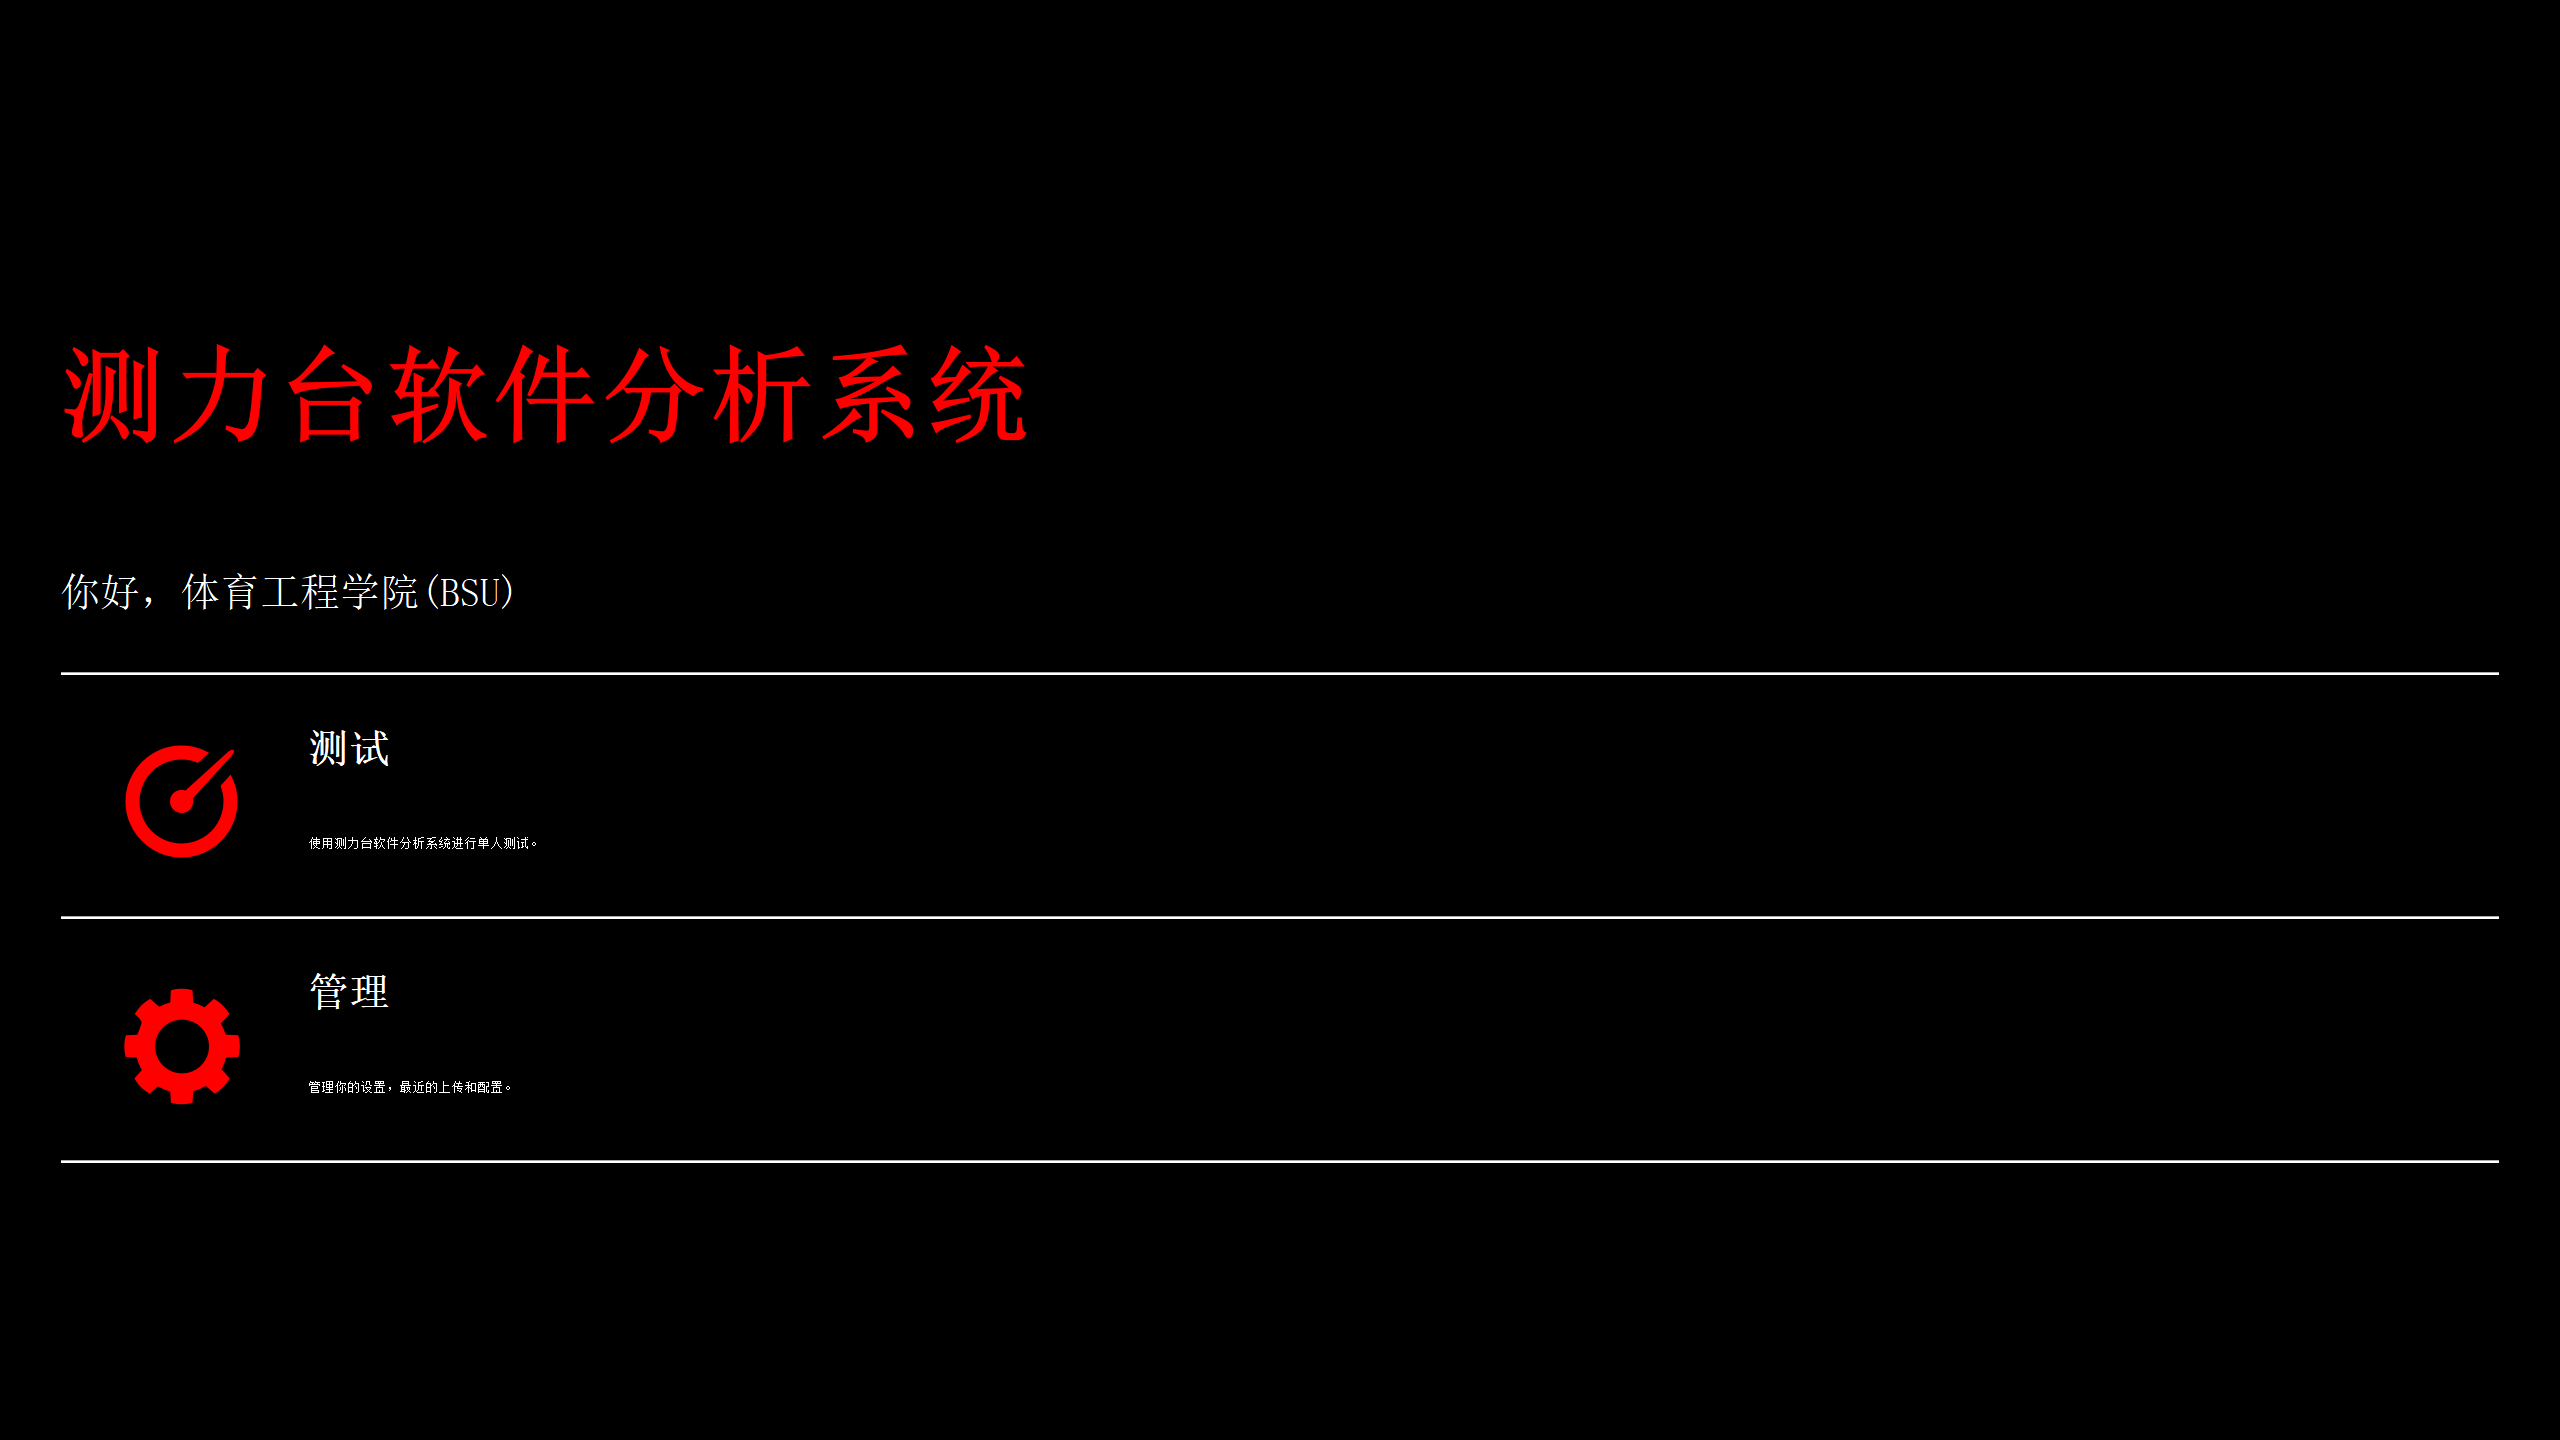 测力台软件分析系统
你好，体育工程学院(BSU)
测试
使用测力台软件分析系统进行单人测试。
管理
管理你的设置，最近的上传和配置。